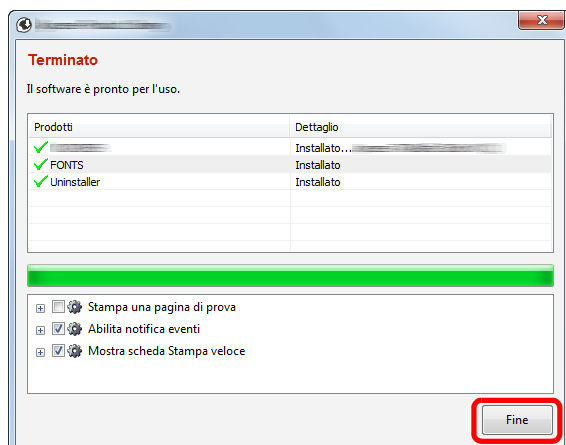 Terminato
Il software è pronto per l'uso.
Prodotti Dettaglio
Installato...
FONTS Installato
Uninstaller Installato
Stampa una pagina di prova
Abilita notifica eventi
Mostra scheda Stampa veloce
Fine